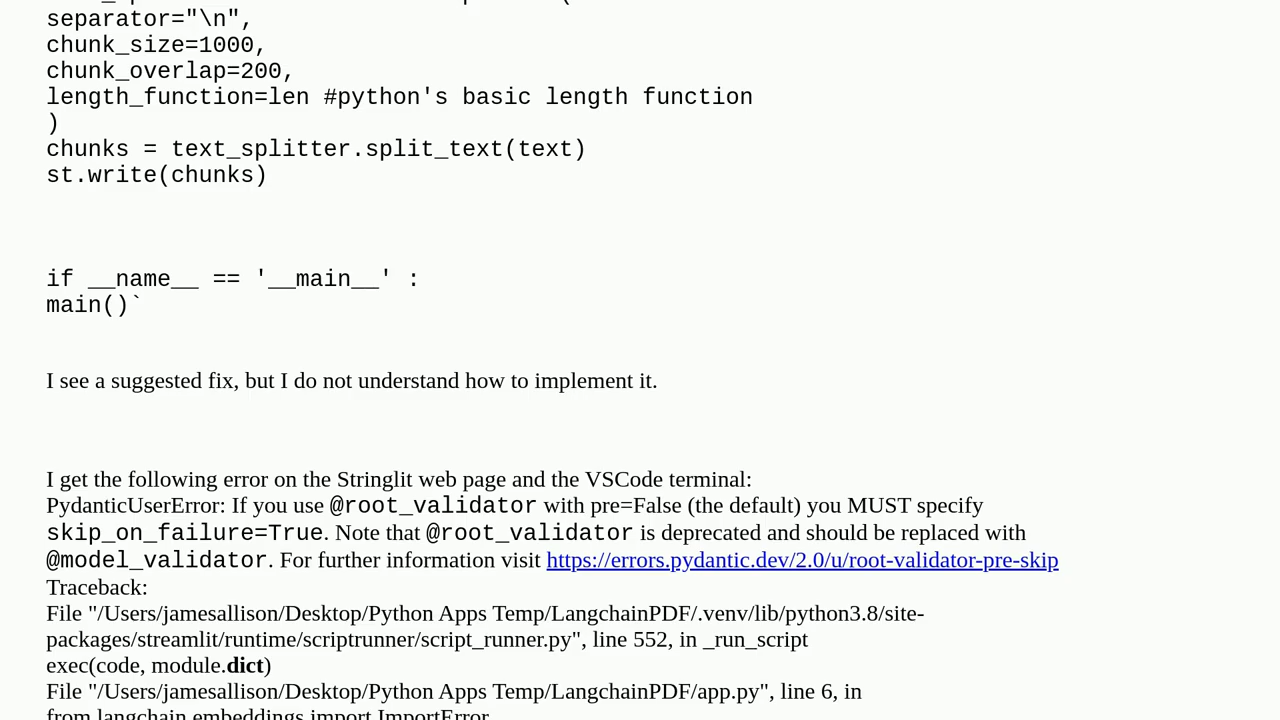 separator="\n",
chunk_size=1000,
chunk_overlap=200,
length_function=len #python's basic length function
)
chunks = text_splitter.split_text(text)
st.write(chunks)
if __name__ == '__main__' :
main()`
I see a suggested fix, but I do not understand how to implement it.
I get the following error on the Stringlit web page and the VSCode terminal:
PydanticUserError: If you use @root_validator with pre=False (the default) you MUST specify
skip_on_failure=True. Note that @root_validator is deprecated and should be replaced with
@model_validator. For further information visit https://errors.pydantic.dev/2.0/u/root-validator-pre-skip
Traceback:
File "/Users/jamesallison/Desktop/Python Apps Temp/LangchainPDF/.venv/lib/python3.8/site-
packages/streamlit/runtime/scriptrunner/script_runner.py", line 552, in _run_script
exec(code, module.dict)
File "/Users/jamesallison/Desktop/Python Apps Temp/LangchainPDF/app.py", line 6, in
from langchain.embeddings import ImportError